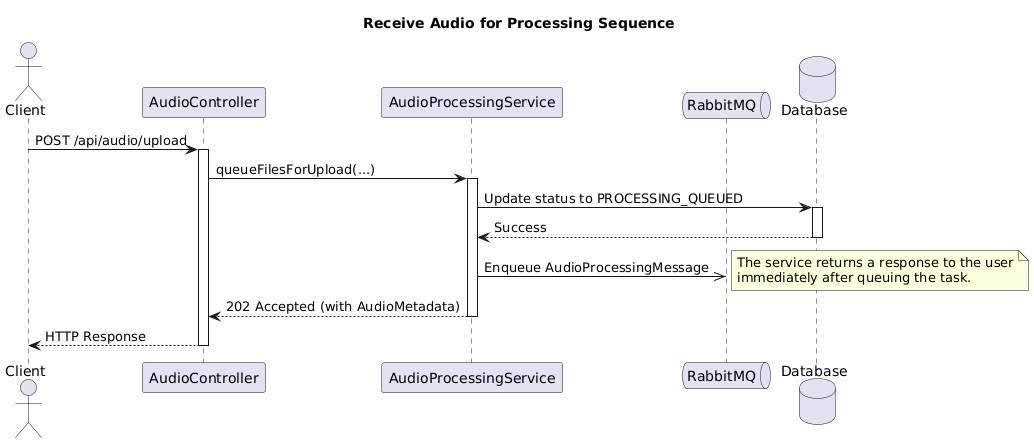 Receive Audio for Processing Sequence
Client
AudioController
AudioProcessingService
RabbitMQ
Database
POST /api/audio/upload
queueFilesForUpload(...)
Update status to PROCESSING_QUEUED
Success
Enqueue AudioProcessingMessage
The service returns a response to the user
immediately after queuing the task.
202 Accepted (with AudioMetadata)
HTTP Response
Client
AudioController
AudioProcessingService
RabbitMQ
Database